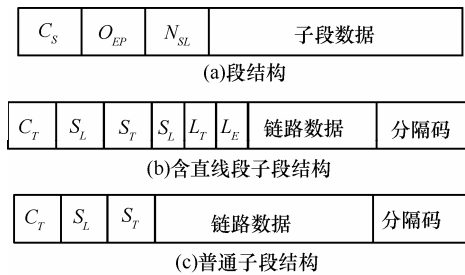 C_S O_EP N_SL 子段数据
(a)段结构
C_T S_L S_T S_L L_T L_E 链路数据 分隔码
(b)含直线段子段结构
C_T S_L S_T 链路数据 分隔码
(c)普通子段结构